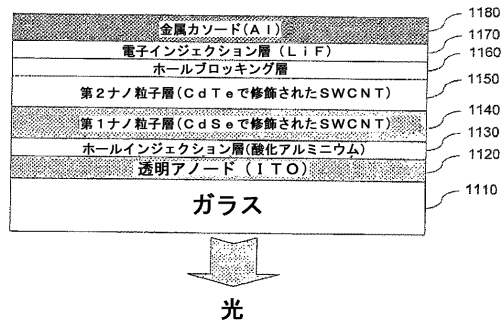 金属カソード(Al)
1180
電子インジェクション層(LiF)
1170
ホールブロッキング層
1160
第2ナノ粒子層(CdTeで修飾されたSWCNT)
1150
第1ナノ粒子層(CdSeで修飾されたSWCNT)
1140
ホールインジェクション層(酸化アルミニウム)
1130
透明アノード(ITO)
1120
ガラス
1110
光